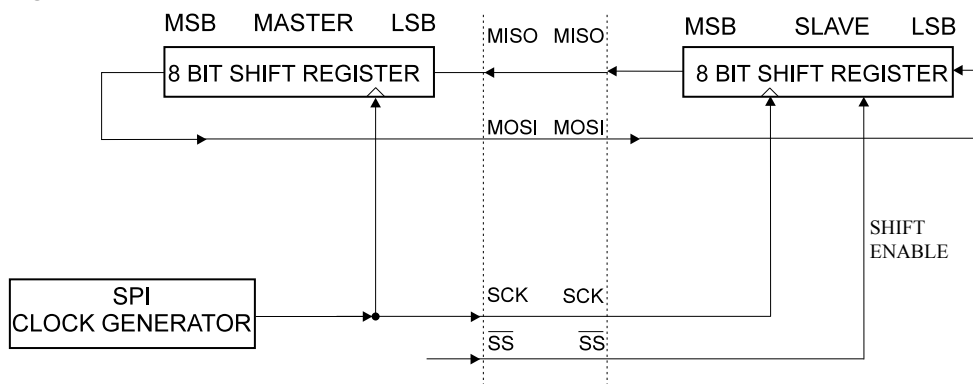 MSB MASTER LSB
MISO MISO
MSB SLAVE LSB
8 BIT SHIFT REGISTER
8 BIT SHIFT REGISTER
MOSI MOSI
SHIFT
ENABLE
SPI
CLOCK GENERATOR
SCK SCK
SS SS